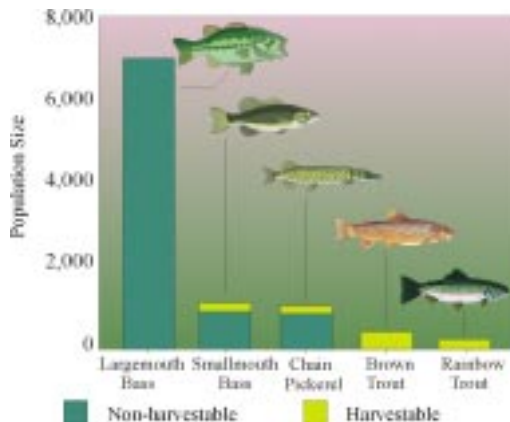 8,000
6,000
4,000
2,000
0
Population Size
Largemouth Bass
Smallmouth Bass
Chain Pickerel
Brown Trout
Rainbow Trout
Non-harvestable
Harvestable